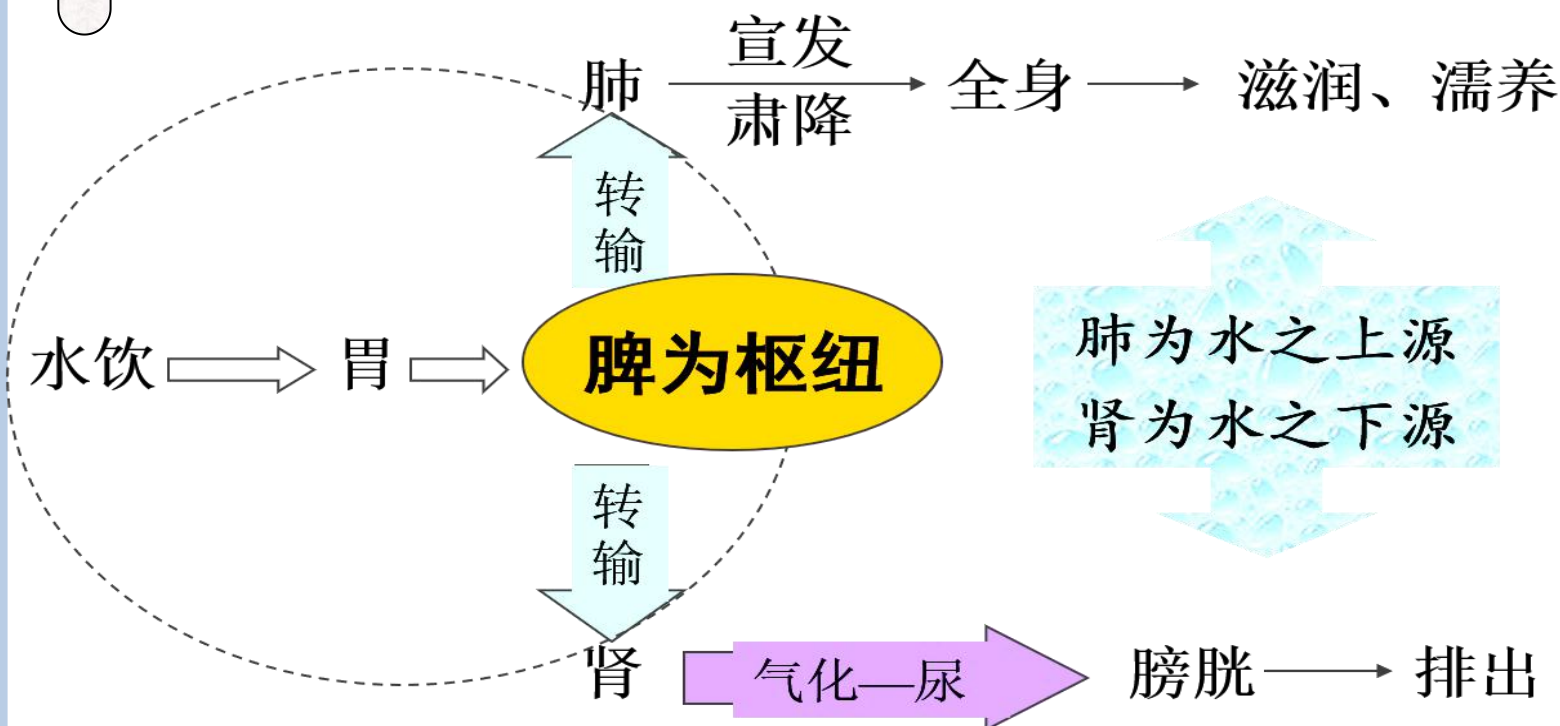 宣发
肺 全身 滋润、濡养
肃降
转
输
水饮 胃 脾为枢纽
肺为水之上源
肾为水之下源
转
输
肾 气化—尿 膀胱 排出